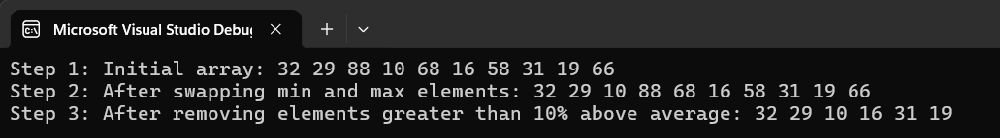 Microsoft Visual Studio Debu
Step 1: Initial array: 32 29 88 10 68 16 58 31 19 66
Step 2: After swapping min and max elements: 32 29 10 88 68 16 58 31 19 66
Step 3: After removing elements greater than 10% above average: 32 29 10 16 31 19